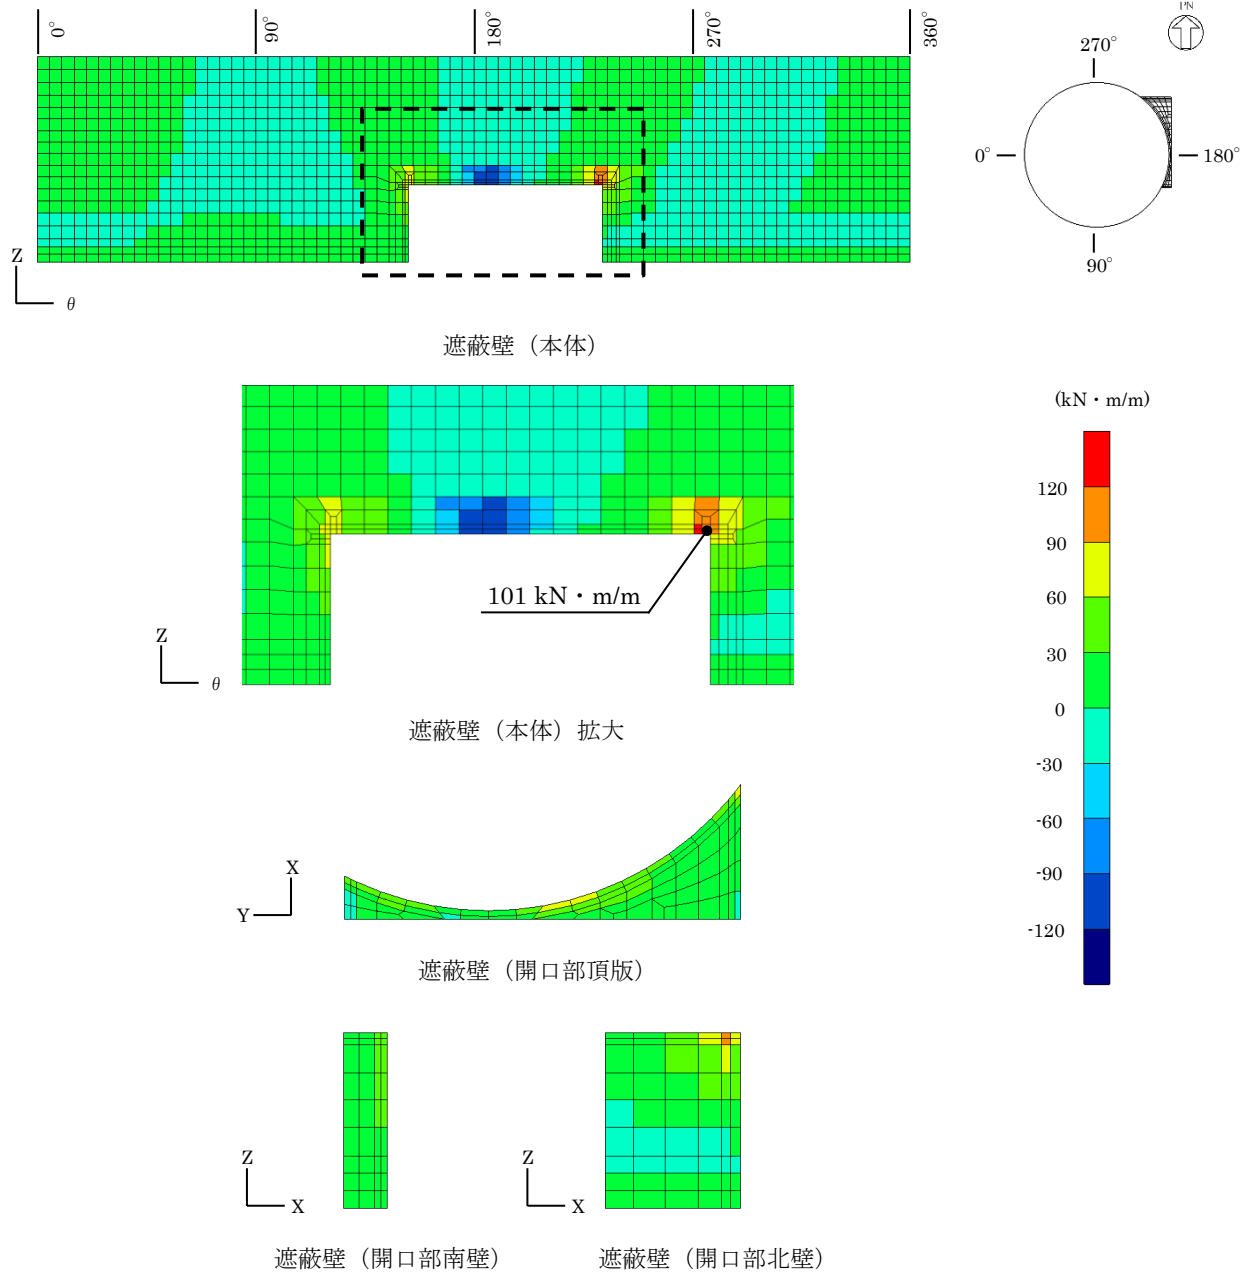 0°
90°
180°
270°
360°
PN
270°
0°
180°
90°
Z
θ
遮蔽壁（本体）
(kN・m/m)
120
90
60
30
0
-30
-60
-90
-120
101 kN・m/m
Z
θ
遮蔽壁（本体）拡大
X
Y
遮蔽壁（開口部頂版）
Z
X
Z
X
遮蔽壁（開口部南壁）
遮蔽壁（開口部北壁）